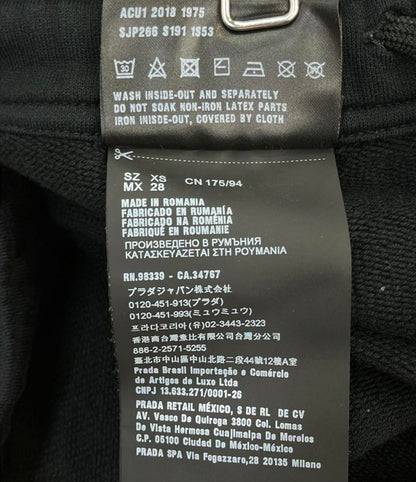 ACU1 2018 1975
SJP266 S191 1S53
30
WASH INSIDE-OUT AND SEPARATELY
DO NOT SOAK NON-IRON LATEX PARTS
IRON INISDE-OUT, COVERED BY CLOTH
SZ XS
MX 28
CN 175/94
MADE IN ROMANIA
FABRICADO EN RUMANÍA
FABRICADO NA ROMÉNIA
FABRIQUÉ EN ROUMANIE
ПРОИЗВЕДЕНО В РУМЪНИЯ
ΚΑΤΑΣΚΕΥΑΖΕΤΑΙ ΣΤΗ ΡΟΥΜΑΝΙΑ
RN.98339 - CA.34767
プラダジャパン株式会社
0120-451-913(プラダ)
0120-451-993(ミュウミュウ)
프라다코리아 (유) 02-3443-2323
香港商台灣普比有限公司台灣分公司
886-2-2571-5255
臺北市中山區中山北路二段44號12樓A室
Prada Brasil Importação e Comércio
de Artigos de Luxo Ltda
CNPJ 13.633.271/0001-26
PRADA RETAIL MÉXICO, S DE RL DE CV
AV. Vasco De Quiroga 3800 Col. Lomas
De Vista Hermosa Cuajimalpa De Morelos
C.P. 05100 Ciudad De México-México
PRADA SPA Via Fogazzaro,28 20135 Milano